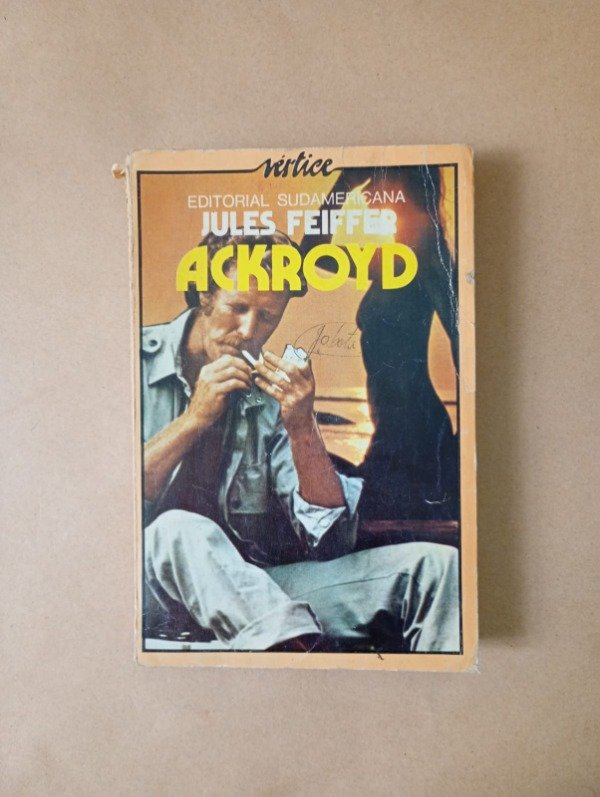 vértice
EDITORIAL SUDAMERICANA
JULES FEIFFER
ACKROYD